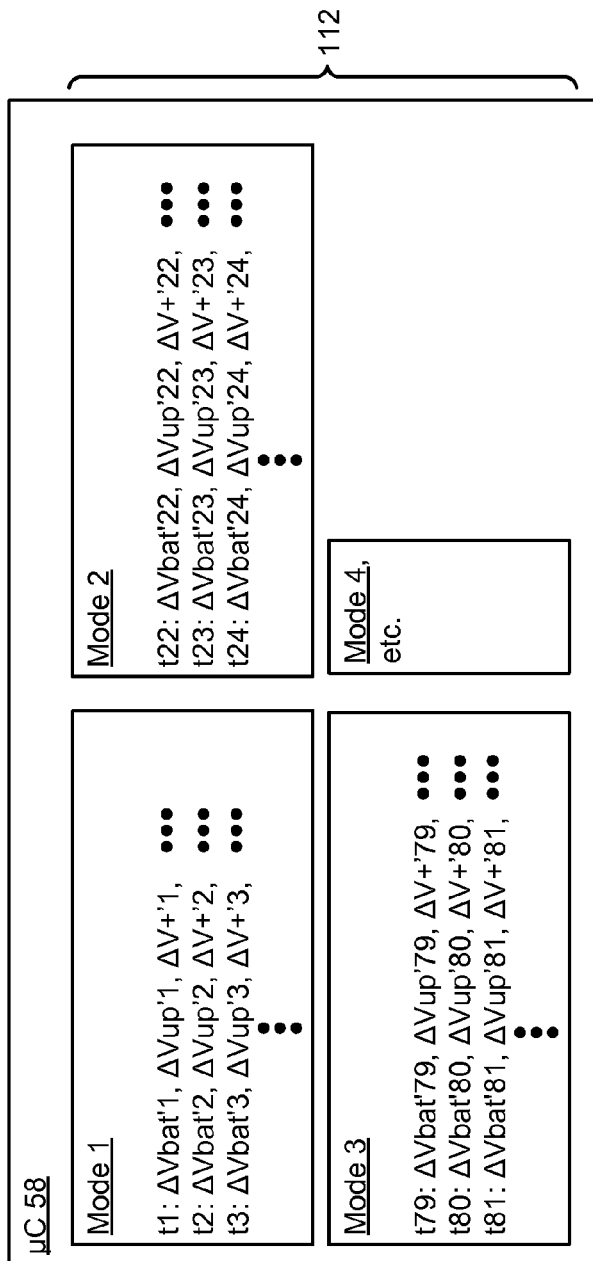 µC 58
Mode 1
t1: ΔVbat'1, ΔVup'1, ΔV+'1, •••
t2: ΔVbat'2, ΔVup'2, ΔV+'2, •••
t3: ΔVbat'3, ΔVup'3, ΔV+'3, •••
•••
Mode 2
t22: ΔVbat'22, ΔVup'22, ΔV+'22, •••
t23: ΔVbat'23, ΔVup'23, ΔV+'23, •••
t24: ΔVbat'24, ΔVup'24, ΔV+'24, •••
•••
Mode 3
t79: ΔVbat'79, ΔVup'79, ΔV+'79, •••
t80: ΔVbat'80, ΔVup'80, ΔV+'80, •••
t81: ΔVbat'81, ΔVup'81, ΔV+'81, •••
•••
Mode 4,
etc.
112